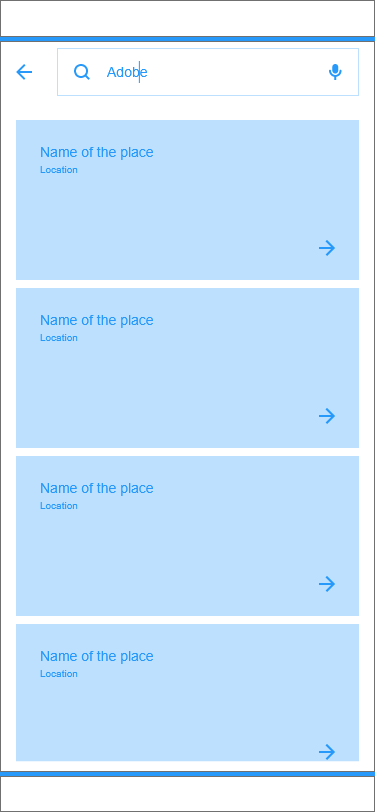 Adobe
Name of the place
Location
Name of the place
Location
Name of the place
Location
Name of the place
Location